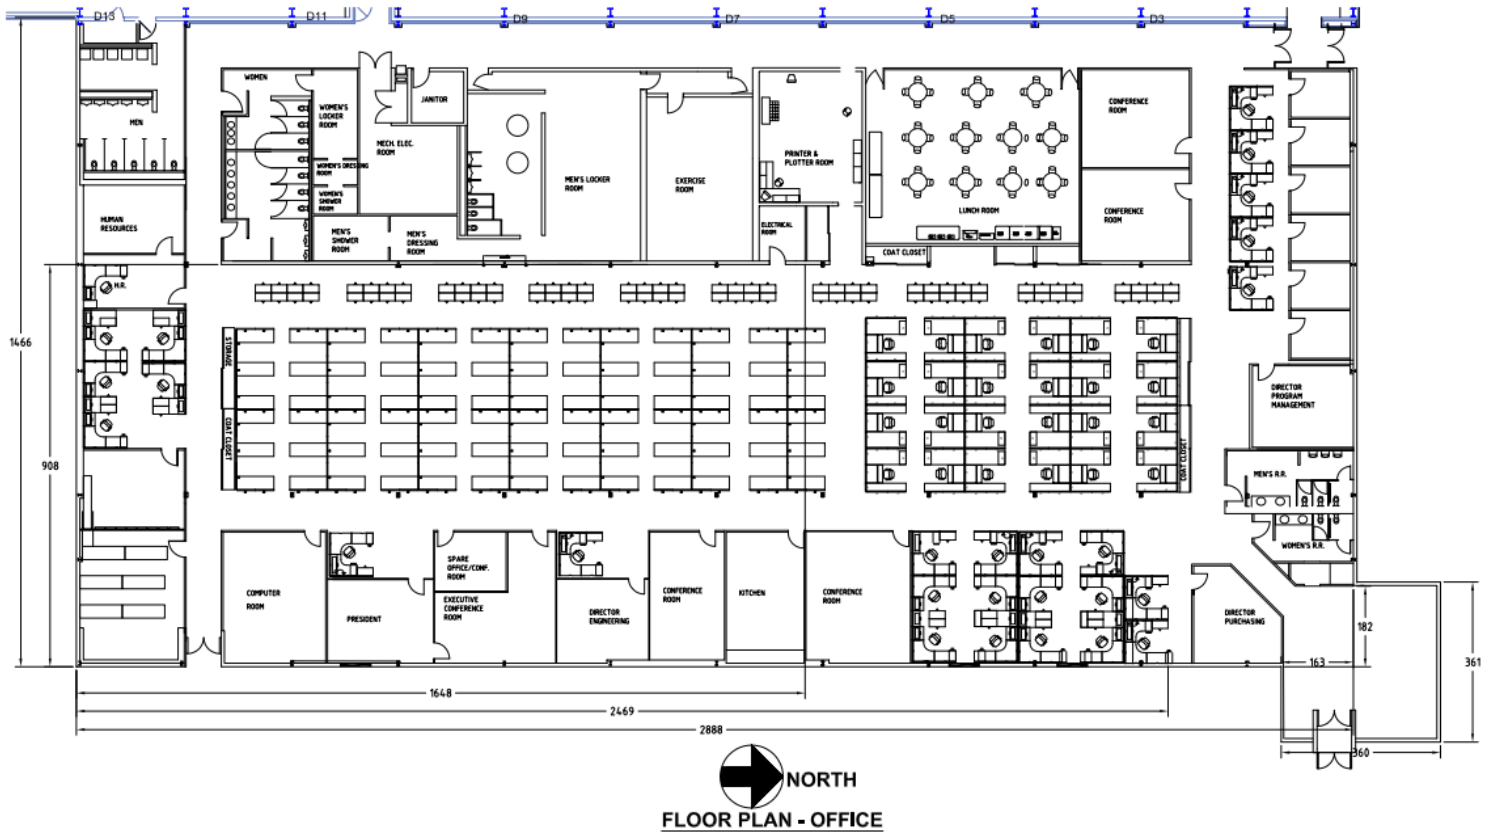 D13
D11
D9
D7
D5
D3
WOMEN
MEN
WOMEN'S
LOCKER
ROOM
JANITOR
MECH. ELEC.
ROOM
WOMEN'S DRESSING
ROOM
WOMEN'S
SHOWER
ROOM
MEN'S
SHOWER
ROOM
MEN'S
DRESSING
ROOM
MEN'S LOCKER
ROOM
EXERCISE
ROOM
PRINTER &
PLOTTER ROOM
ELECTRICAL
ROOM
LUNCH ROOM
COAT CLOSET
CONFERENCE
ROOM
CONFERENCE
ROOM
HUMAN
RESOURCES
H.R.
1466
908
STORAGE
COAT CLOSET
COAT CLOSET
DIRECTOR
PROGRAM
MANAGEMENT
MEN'S R.R.
WOMEN'S R.R.
COMPUTER
ROOM
PRESIDENT
SPARE
OFFICE/CONF.
ROOM
EXECUTIVE
CONFERENCE
ROOM
DIRECTOR
ENGINEERING
CONFERENCE
ROOM
KITCHEN
CONFERENCE
ROOM
DIRECTOR
PURCHASING
182
163
361
360
1648
2469
2888
NORTH
FLOOR PLAN - OFFICE